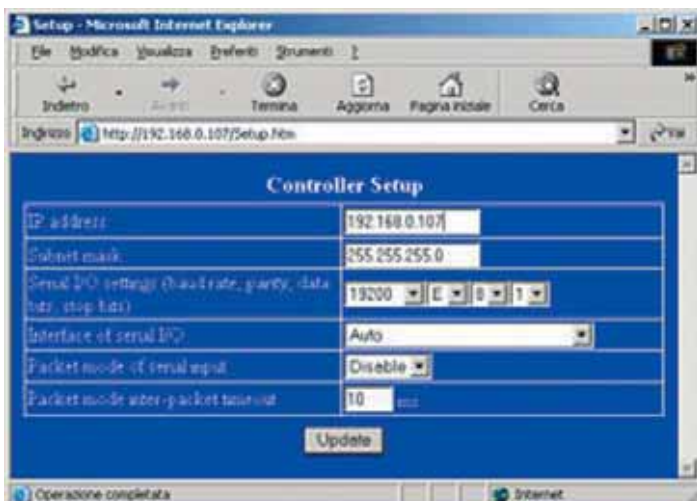 Setup - Microsoft Internet Explorer
File Modifica Visualizza Preferiti Strumenti ?
Indietro Avanti Termina Aggiorna Pagina iniziale Cerca »
Indirizzo http://192.168.0.107/Setup.htm Vai
Controller Setup
IP address 192.168.0.107
Subnet mask 255.255.255.0
Serial I/O settings (baud rate, parity, data
bits, stop bits) 19200 E 8 1
Interface of serial I/O Auto
Packet mode of serial input Disable
Packet mode inter-packet timeout 10 ms
Update
Operazione completata Internet